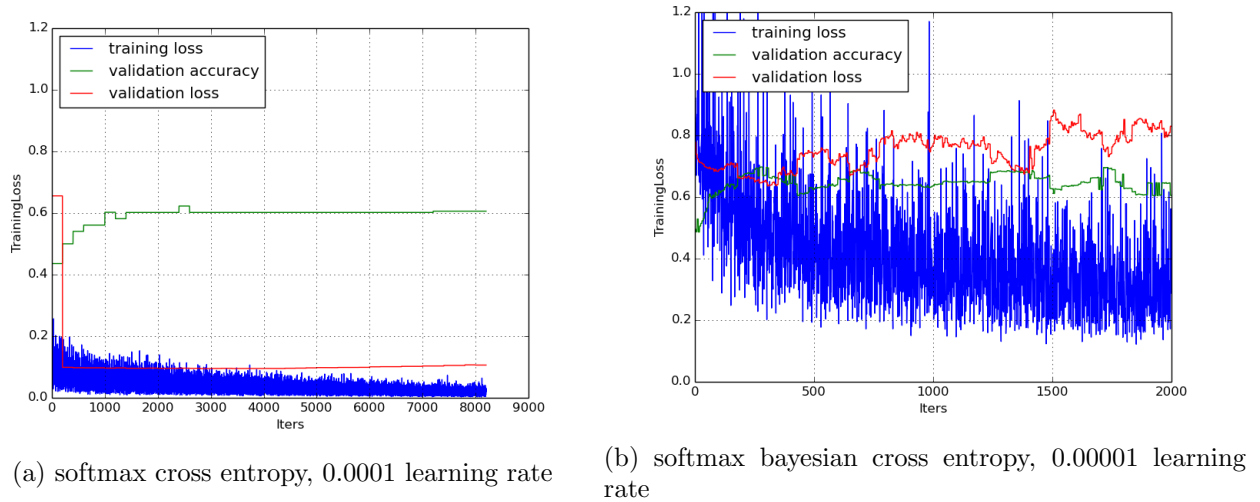 1.2
1.0
0.8
0.6
0.4
0.2
0.0
TrainingLoss
training loss
validation accuracy
validation loss
0 1000 2000 3000 4000 5000 6000 7000 8000 9000
Iters
(a) softmax cross entropy, 0.0001 learning rate
1.2
1.0
0.8
0.6
0.4
0.2
0.0
TrainingLoss
training loss
validation accuracy
validation loss
0 500 1000 1500 2000
Iters
(b) softmax bayesian cross entropy, 0.00001 learning
rate